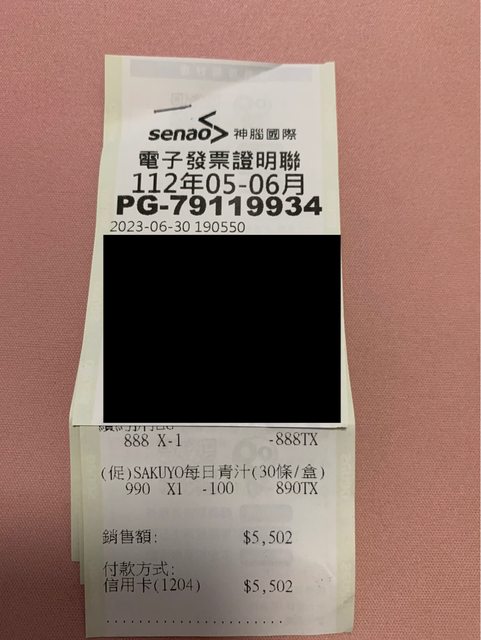 senao 神腦國際
電子發票證明聯
112年05-06月
PG-79119934
2023-06-30 190550
888 X-1 -888TX
(促)SAKUYO每日青汁(30條/盒)
990 X1 -100 890TX
銷售額: $5,502
付款方式:
信用卡(1204) $5,502